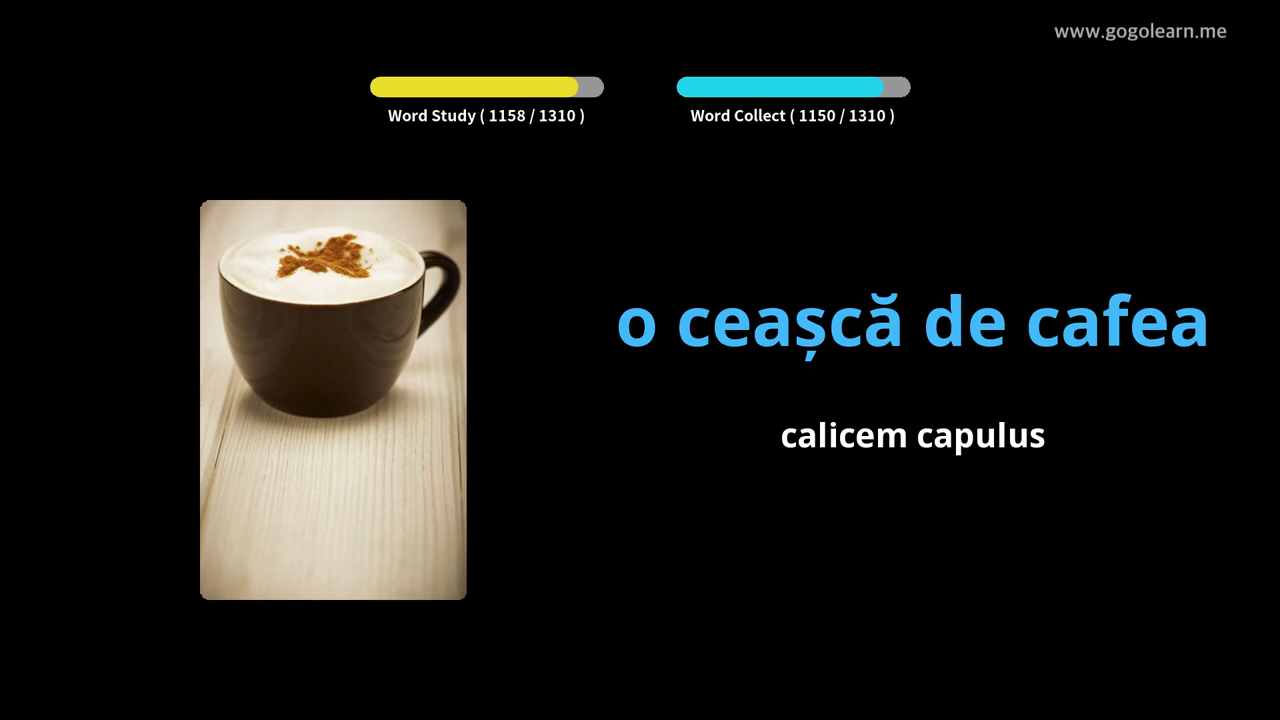 www.gogolearn.me
Word Study ( 1158 / 1310 )
Word Collect ( 1150 / 1310 )
o ceașcă de cafea
calicem capulus